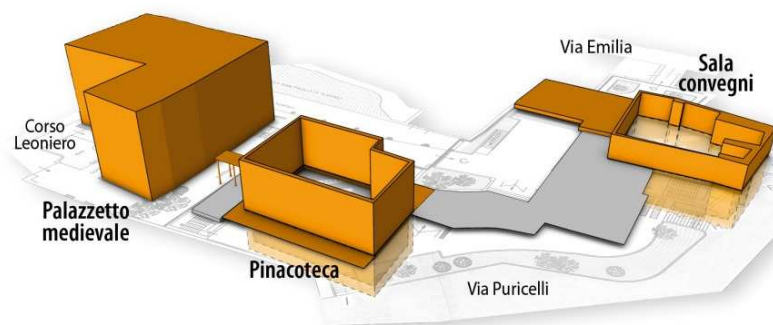 Via Emilia
Sala
convegni
Corso
Leoniero
Palazzetto
medievale
Pinacoteca
Via Puricelli